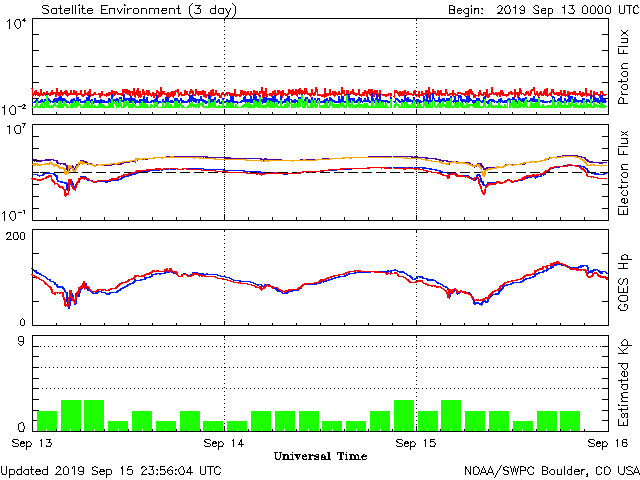 Satellite Environment (3 day) Begin: 2019 Sep 13 0000 UTC
10^4
10^-2
Proton Flux
10^7
10^-1
Electron Flux
200
0
GOES Hp
9
0
Estimated Kp
Sep 13 Sep 14 Sep 15 Sep 16
Universal Time
Updated 2019 Sep 15 23:56:04 UTC NOAA/SWPC Boulder, CO USA